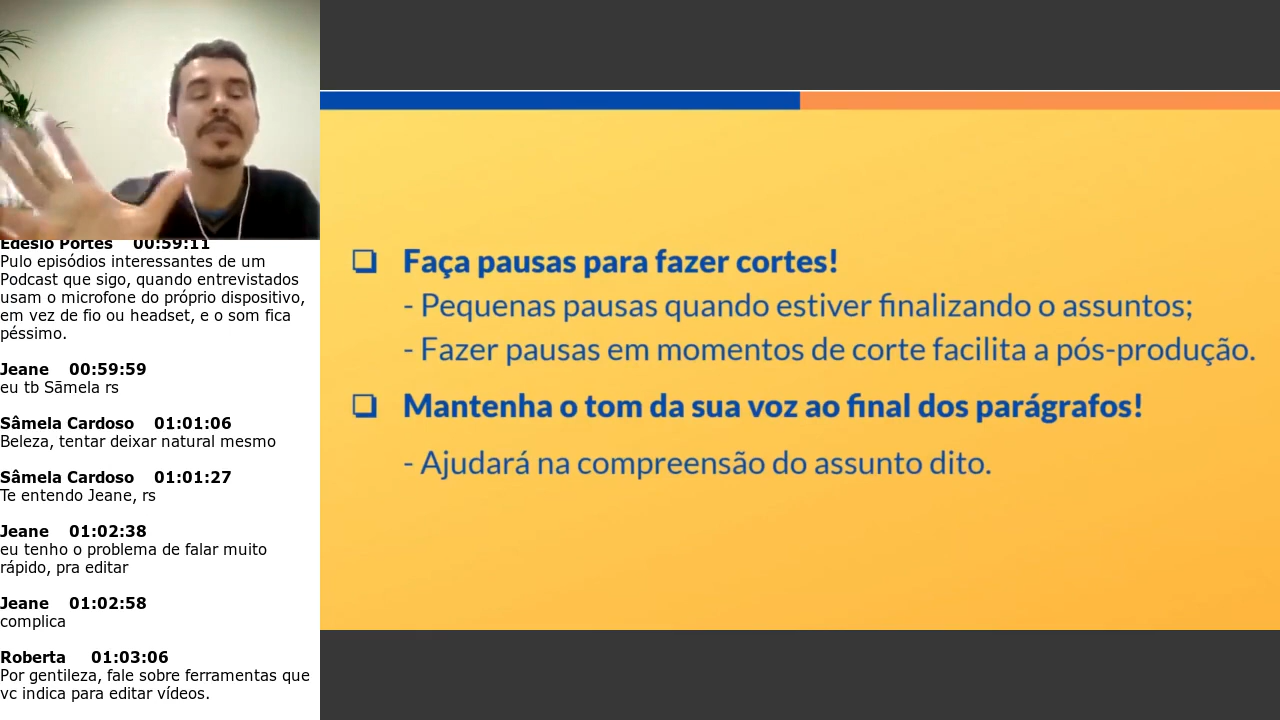 Edésio Portes 00:59:11
Pulo episódios interessantes de um
Podcast que sigo, quando entrevistados
usam o microfone do próprio dispositivo,
em vez de fio ou headset, e o som fica
péssimo.
Jeane 00:59:59
eu tb Sãmela rs
Sâmela Cardoso 01:01:06
Beleza, tentar deixar natural mesmo
Sâmela Cardoso 01:01:27
Te entendo Jeane, rs
Jeane 01:02:38
eu tenho o problema de falar muito
rápido, pra editar
Jeane 01:02:58
complica
Roberta 01:03:06
Por gentileza, fale sobre ferramentas que
vc indica para editar vídeos.
❏ Faça pausas para fazer cortes!
- Pequenas pausas quando estiver finalizando o assuntos;
- Fazer pausas em momentos de corte facilita a pós-produção.
❏ Mantenha o tom da sua voz ao final dos parágrafos!
- Ajudará na compreensão do assunto dito.